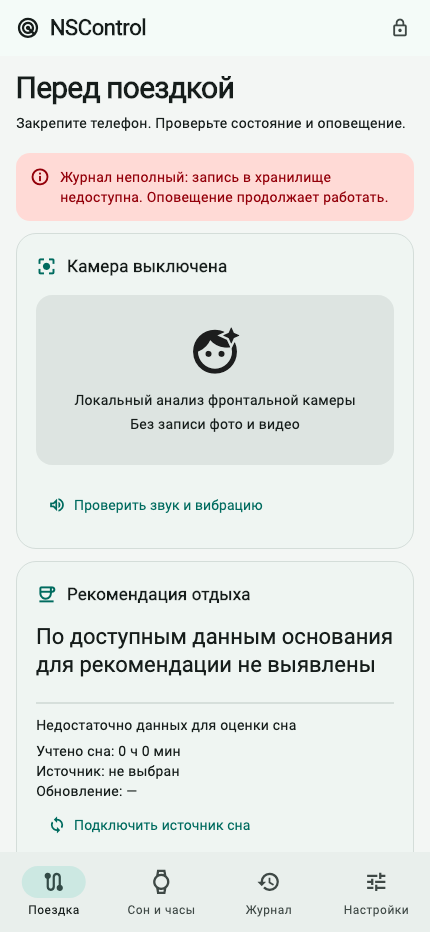 NSControl
Перед поездкой
Закрепите телефон. Проверьте состояние и оповещение.
Журнал неполный: запись в хранилище
недоступна. Оповещение продолжает работать.
Камера выключена
Локальный анализ фронтальной камеры
Без записи фото и видео
Проверить звук и вибрацию
Рекомендация отдыха
По доступным данным основания
для рекомендации не выявлены
Недостаточно данных для оценки сна
Учтено сна: 0 ч 0 мин
Источник: не выбран
Обновление: —
Подключить источник сна
Поездка
Сон и часы
Журнал
Настройки